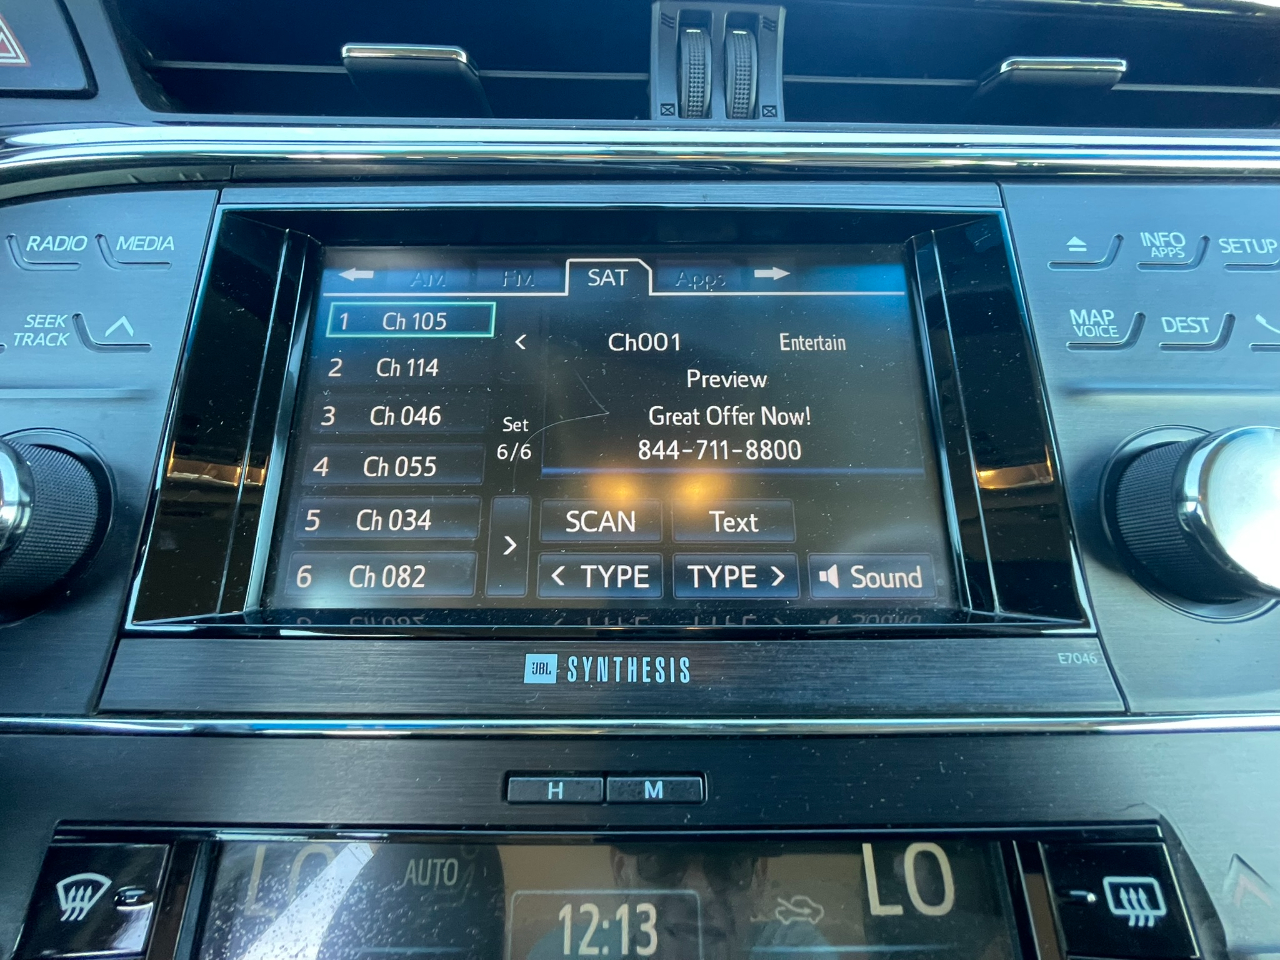 RADIO
MEDIA
SEEK
TRACK
AM
FM
SAT
Apps
1 Ch 105
2 Ch 114
3 Ch 046
4 Ch 055
5 Ch 034
6 Ch 082
<
Set
6/6
>
Ch001
Entertain
Preview
Great Offer Now!
844-711-8800
SCAN
Text
< TYPE
TYPE >
Sound
INFO
APPS
SETUP
MAP
VOICE
DEST
JBL SYNTHESIS
E7046
H
M
LO
AUTO
12:13
LO